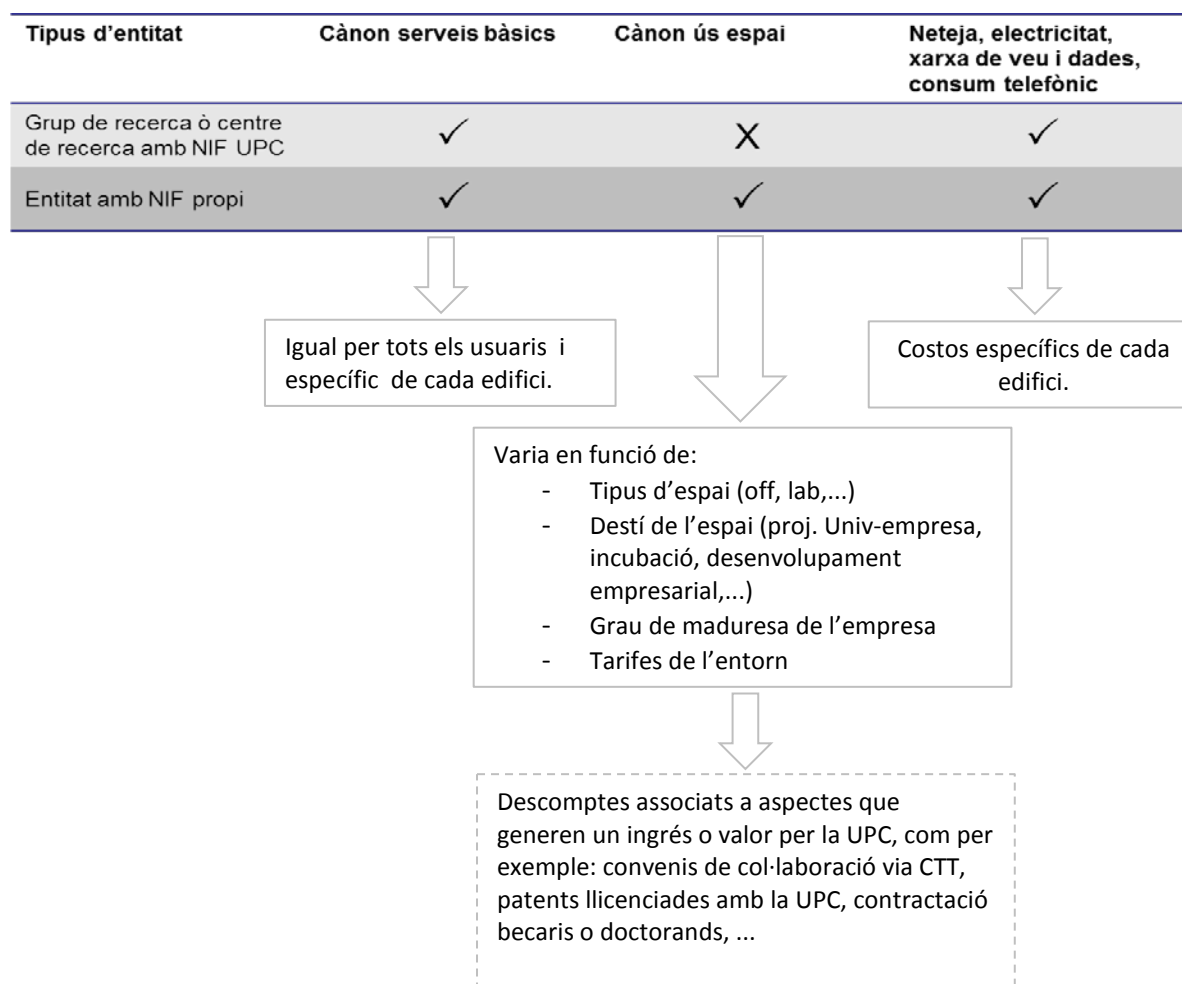 Tipus d'entitat Cànon serveis bàsics Cànon ús espai Neteja, electricitat,
xarxa de veu i dades,
consum telefònic
Grup de recerca ò centre
de recerca amb NIF UPC ✓ X ✓
Entitat amb NIF propi ✓ ✓ ✓
Igual per tots els usuaris i
específic de cada edifici.
Costos específics de cada
edifici.
Varia en funció de:
- Tipus d’espai (off, lab,...)
- Destí de l’espai (proj. Univ-empresa,
incubació, desenvolupament
empresarial,...)
- Grau de maduresa de l’empresa
- Tarifes de l’entorn
Descomptes associats a aspectes que
generen un ingrés o valor per la UPC, com per
exemple: convenis de col·laboració via CTT,
patents llicenciades amb la UPC, contractació
becaris o doctorands, ...